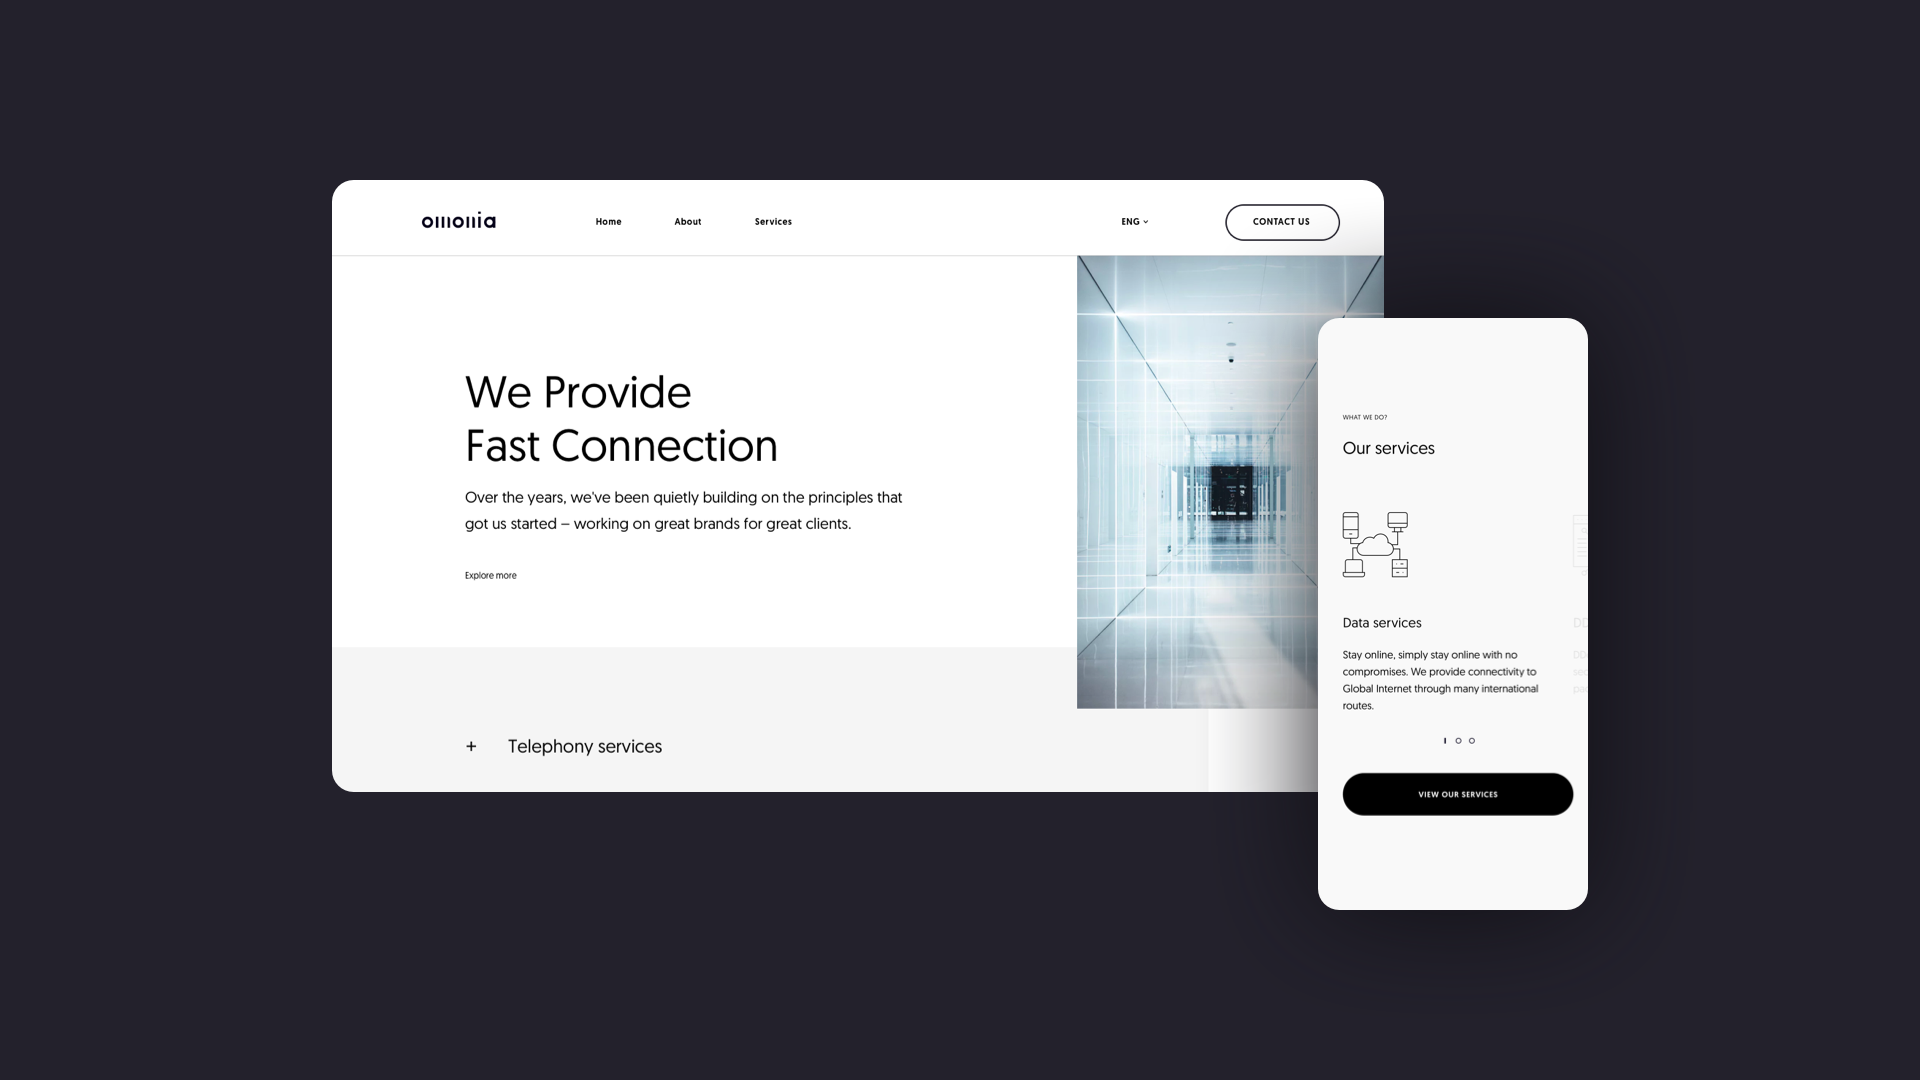 omonia
Home
About
Services
ENG
CONTACT US
We Provide
Fast Connection
Over the years, we've been quietly building on the principles that
got us started – working on great brands for great clients.
Explore more
+ Telephony services
WHAT WE DO?
Our services
Data services
Stay online, simply stay online with no
compromises. We provide connectivity to
Global Internet through many international
routes.
VIEW OUR SERVICES